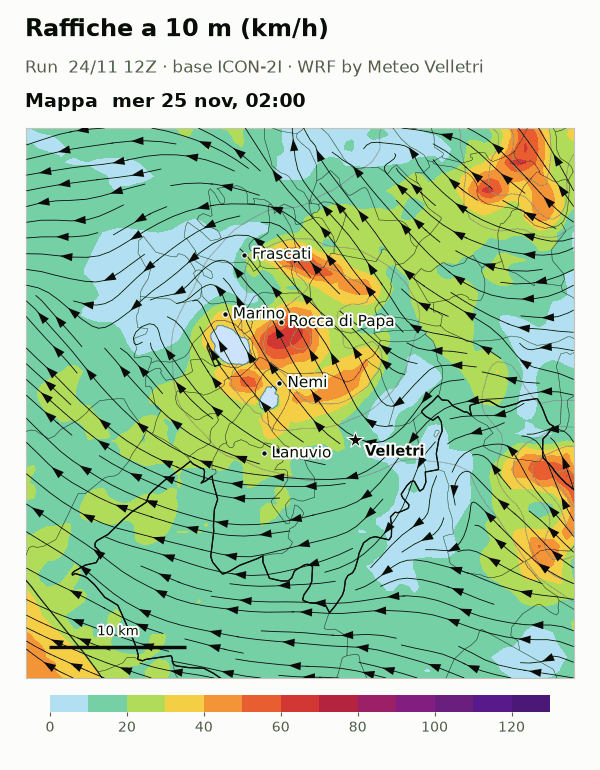 Raffiche a 10 m (km/h)
Run  24/11 12Z · base ICON-2I · WRF by Meteo Velletri
Mappa  mer 25 nov, 02:00
Frascati
Marino
Rocca di Papa
Nemi
Velletri
Lanuvio
10 km
0 20 40 60 80 100 120